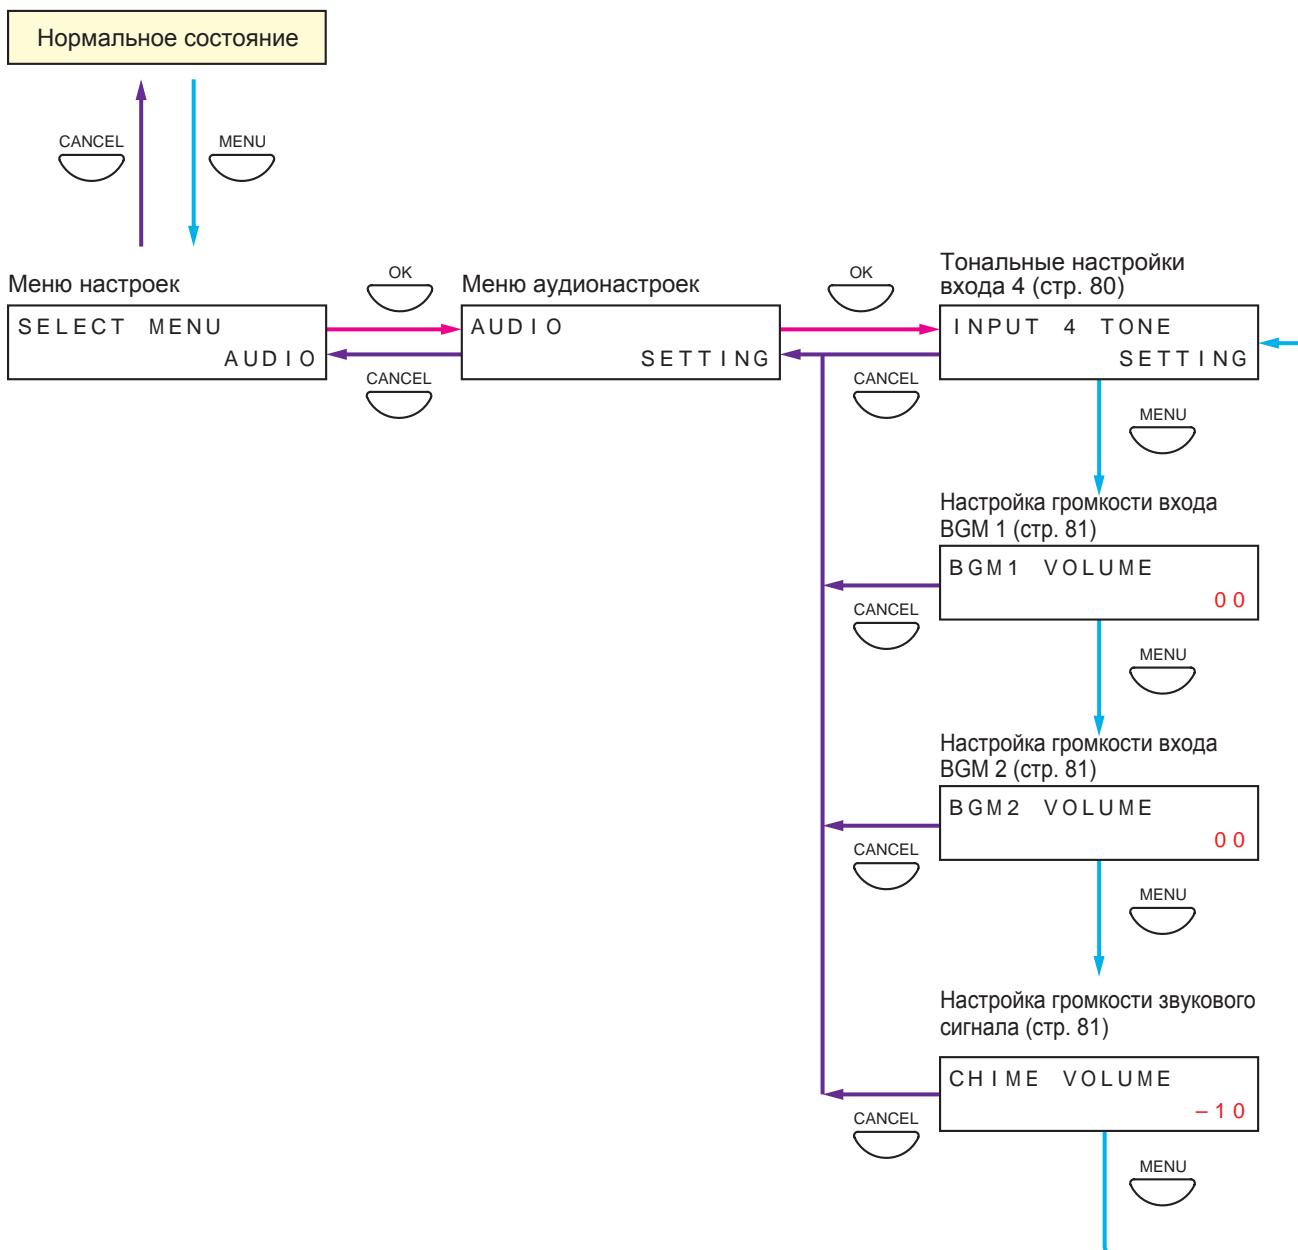 Нормальное состояние
CANCEL
MENU
Меню настроек
SELECT MENU
AUDIO
OK
CANCEL
Меню аудионастроек
AUDIO
SETTING
OK
CANCEL
Тональные настройки
входа 4 (стр. 80)
INPUT 4 TONE
SETTING
MENU
Настройка громкости входа
BGM 1 (стр. 81)
BGM1 VOLUME
00
CANCEL
MENU
Настройка громкости входа
BGM 2 (стр. 81)
BGM2 VOLUME
00
CANCEL
MENU
Настройка громкости звукового
сигнала (стр. 81)
CHIME VOLUME
–10
CANCEL
MENU